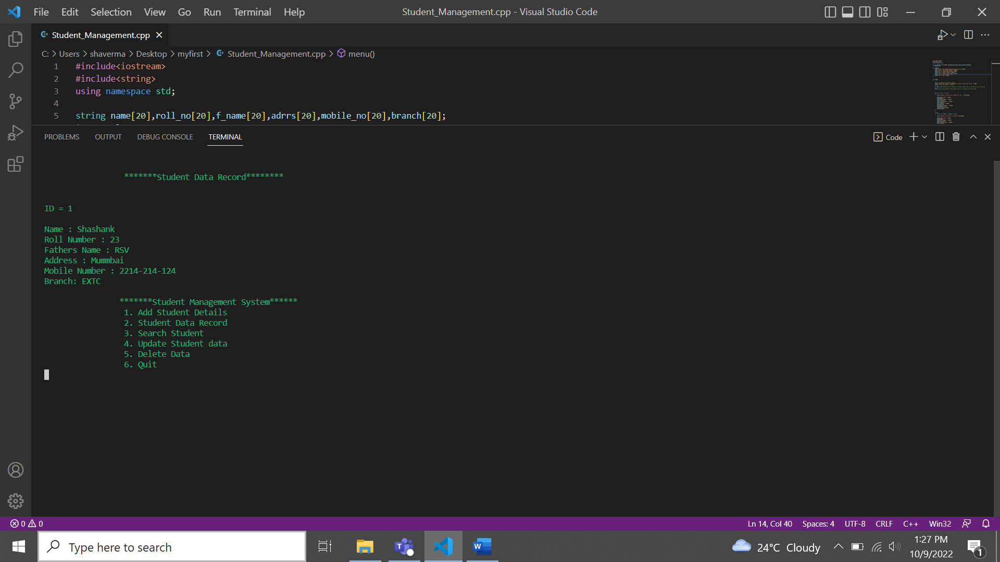 File Edit Selection View Go Run Terminal Help
Student_Management.cpp - Visual Studio Code
Student_Management.cpp
C: > Users > shaverma > Desktop > myfirst > Student_Management.cpp > menu()
1 #include<iostream>
2 #include<string>
3 using namespace std;
4
5 string name[20],roll_no[20],f_name[20],adrrs[20],mobile_no[20],branch[20];
PROBLEMS OUTPUT DEBUG CONSOLE TERMINAL
Code
*******Student Data Record********
ID = 1
Name : Shashank
Roll Number : 23
Fathers Name : RSV
Address : Mummbai
Mobile Number : 2214-214-124
Branch: EXTC
*******Student Management System******
1. Add Student Details
2. Student Data Record
3. Search Student
4. Update Student data
5. Delete Data
6. Quit
0 0
Ln 14, Col 40 Spaces: 4 UTF-8 CRLF C++ Win32
Type here to search
24°C Cloudy
1:27 PM
10/9/2022
1